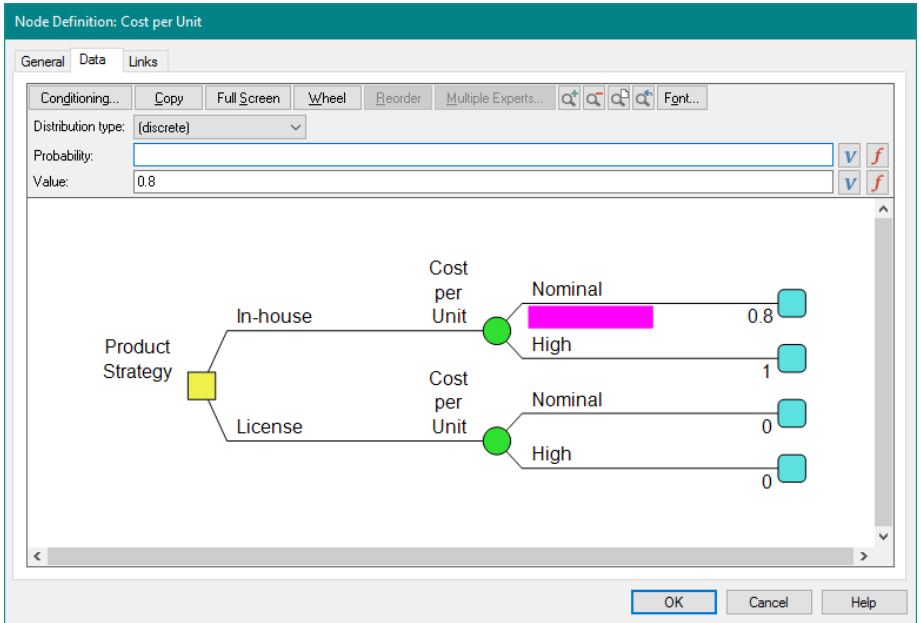 Node Definition: Cost per Unit
General Data Links
Conditioning... Copy Full Screen Wheel Reorder Multiple Experts... Font...
Distribution type: (discrete)
Probability: V f
Value: 0.8 V f
Cost
per
Unit
Nominal
0.8
In-house
High
1
Product
Strategy
Cost
per
Unit
Nominal
0
License
High
0
OK Cancel Help